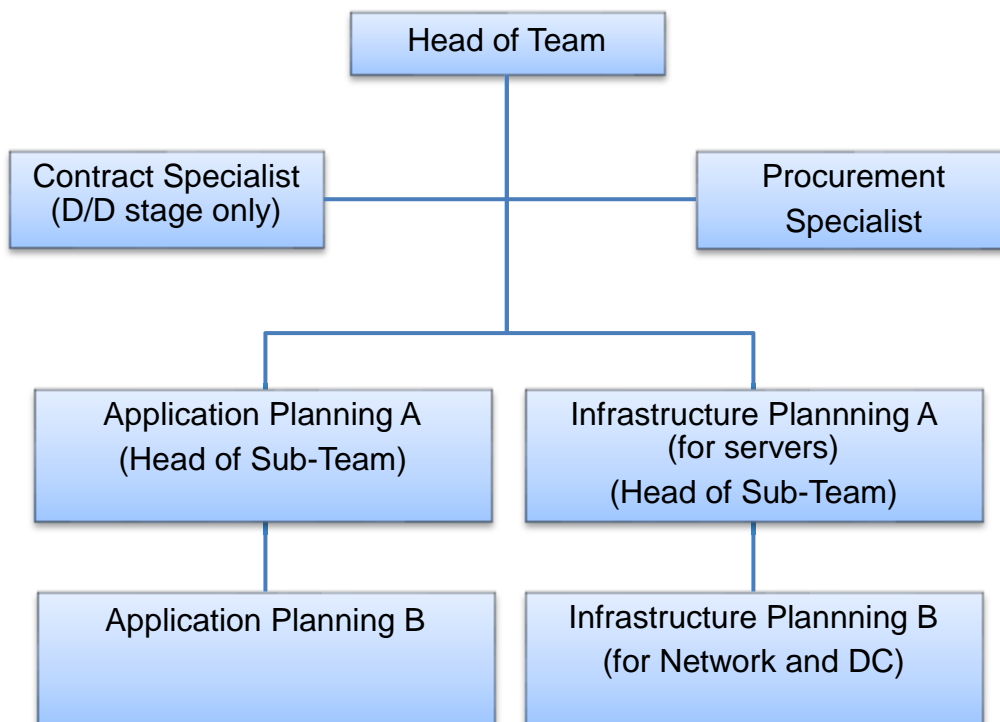 Head of Team
Contract Specialist
(D/D stage only)
Procurement
Specialist
Application Planning A
(Head of Sub-Team)
Infrastructure Plannning A
(for servers)
(Head of Sub-Team)
Application Planning B
Infrastructure Plannning B
(for Network and DC)